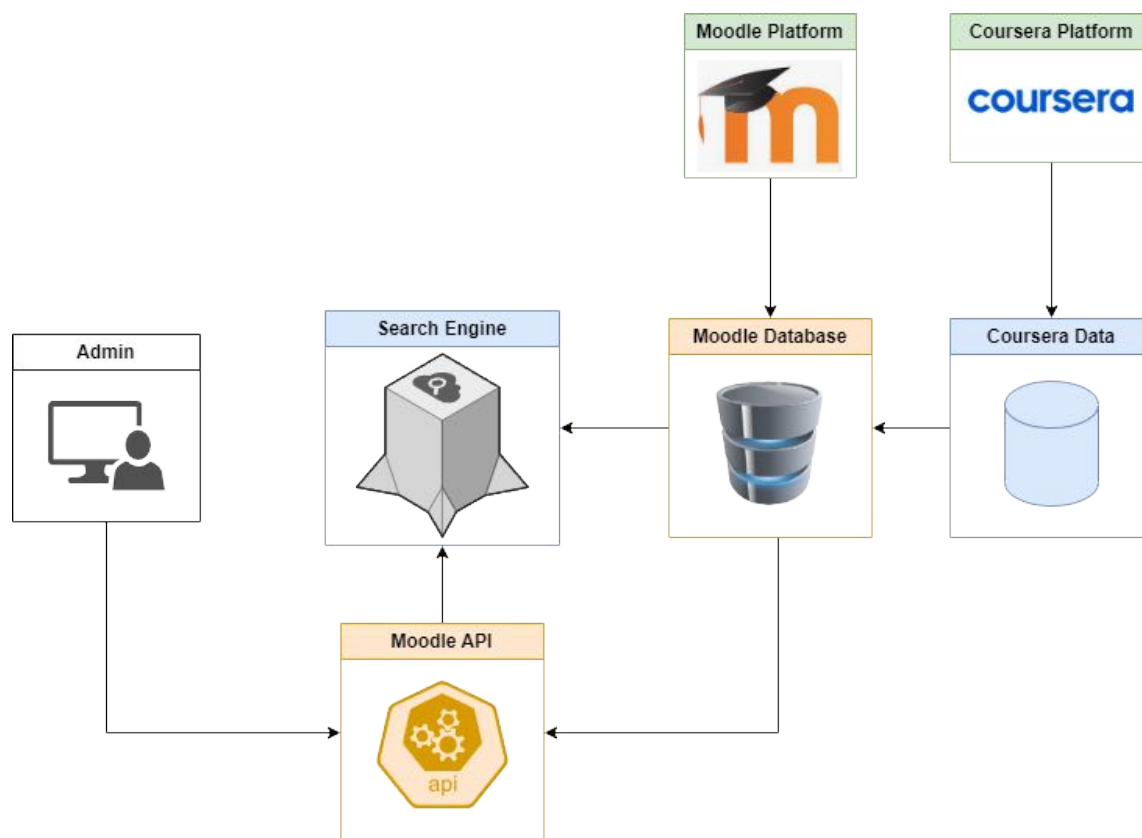 Moodle Platform
Coursera Platform
m
coursera
Search Engine
Moodle Database
Coursera Data
Admin
Moodle API
api